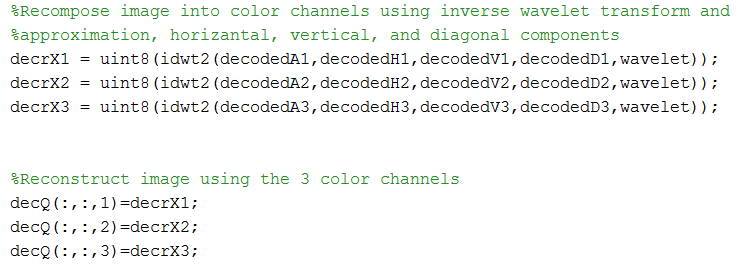 %Recompose image into color channels using inverse wavelet transform and
%approximation, horizantal, vertical, and diagonal components
decrX1 = uint8(idwt2(decodedA1,decodedH1,decodedV1,decodedD1,wavelet));
decrX2 = uint8(idwt2(decodedA2,decodedH2,decodedV2,decodedD2,wavelet));
decrX3 = uint8(idwt2(decodedA3,decodedH3,decodedV3,decodedD3,wavelet));
%Reconstruct image using the 3 color channels
decQ(:,:,1)=decrX1;
decQ(:,:,2)=decrX2;
decQ(:,:,3)=decrX3;